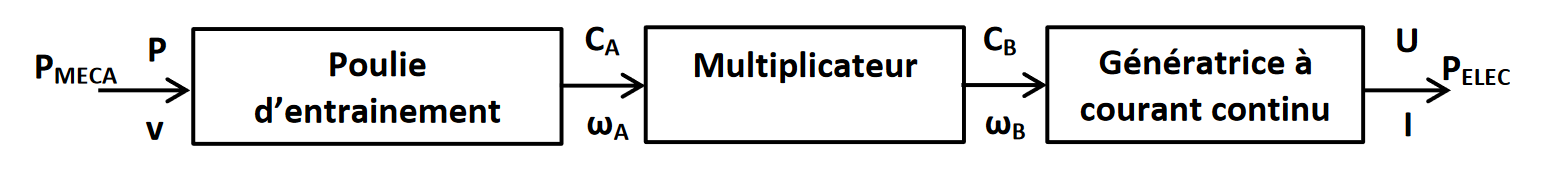 P_MECA
P
v
Poulie
d’entrainement
C_A
ω_A
Multiplicateur
C_B
ω_B
Génératrice à
courant continu
U
I
P_ELEC